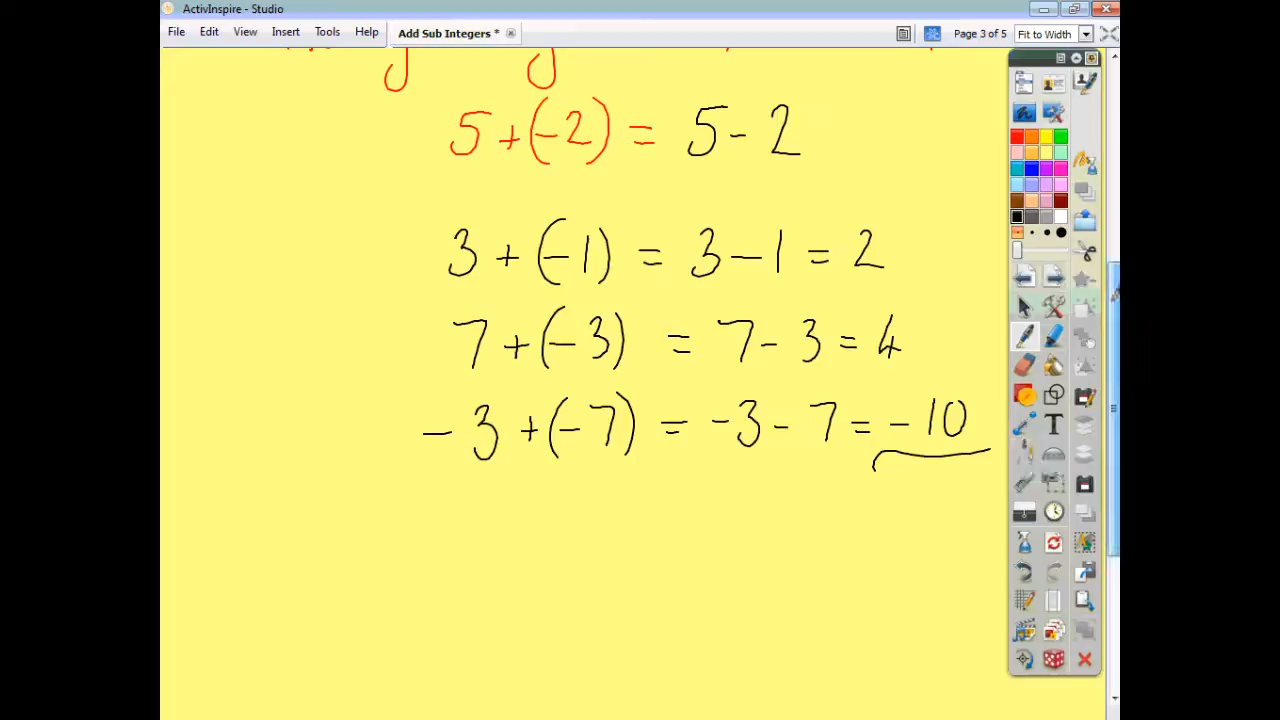 ActivInspire - Studio
File Edit View Insert Tools Help Add Sub Integers * Page 3 of 5 Fit to Width
5 + (-2) = 5 - 2
3 + (-1) = 3 - 1 = 2
7 + (-3) = 7 - 3 = 4
-3 + (-7) = -3 - 7 = -10